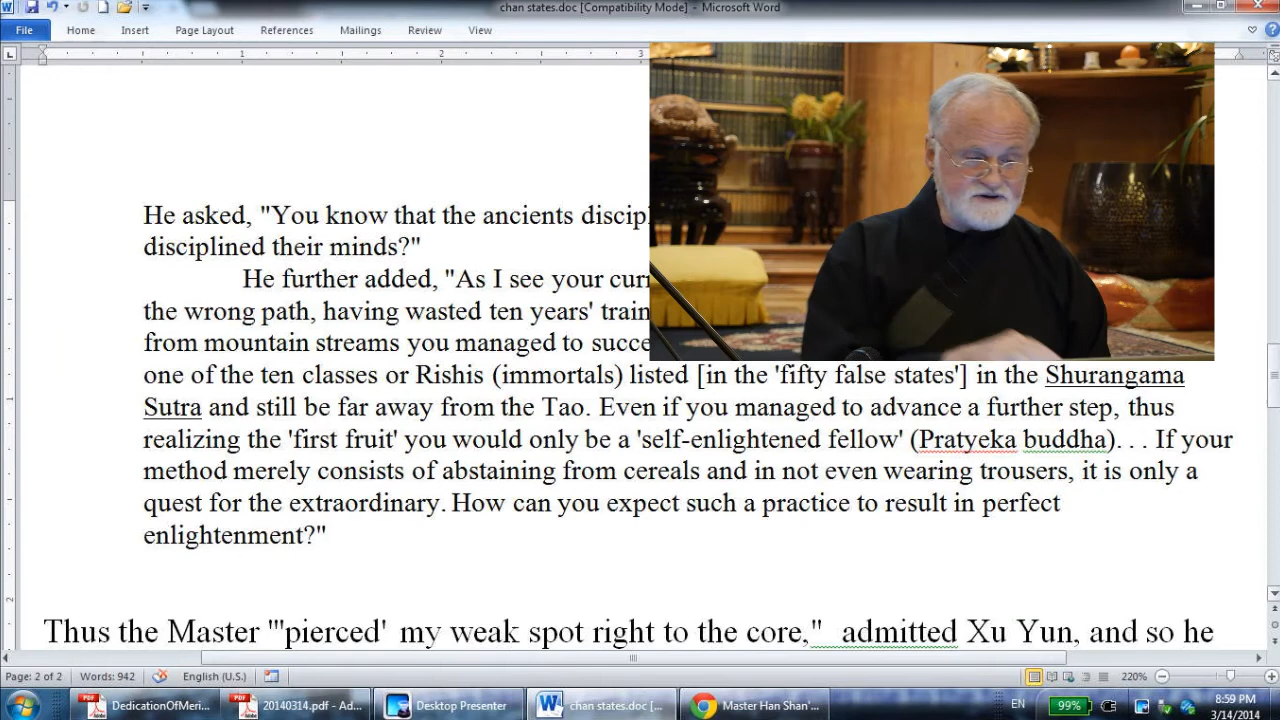 chan states.doc [Compatibility Mode] - Microsoft Word
File Home Insert Page Layout References Mailings Review View
1 2 3
He asked, "You know that the ancients
disciplined their minds?"
He further added, "As I see your
the wrong path, having wasted ten years'
from mountain streams you managed to
one of the ten classes or Rishis (immortals) listed [in the 'fifty false states'] in the Shurangama
Sutra and still be far away from the Tao. Even if you managed to advance a further step, thus
realizing the 'first fruit' you would only be a 'self-enlightened fellow' (Pratyeka buddha). . . If your
method merely consists of abstaining from cereals and in not even wearing trousers, it is only a
quest for the extraordinary. How can you expect such a practice to result in perfect
enlightenment?"
Thus the Master "'pierced' my weak spot right to the core," admitted Xu Yun, and so he
Page: 2 of 2 Words: 942 English (U.S.) 220%
DedicationOfMeri... 20140314.pdf - Ad... Desktop Presenter chan states.doc [... Master Han Shan'... EN 99% 8:59 PM
3/14/2014